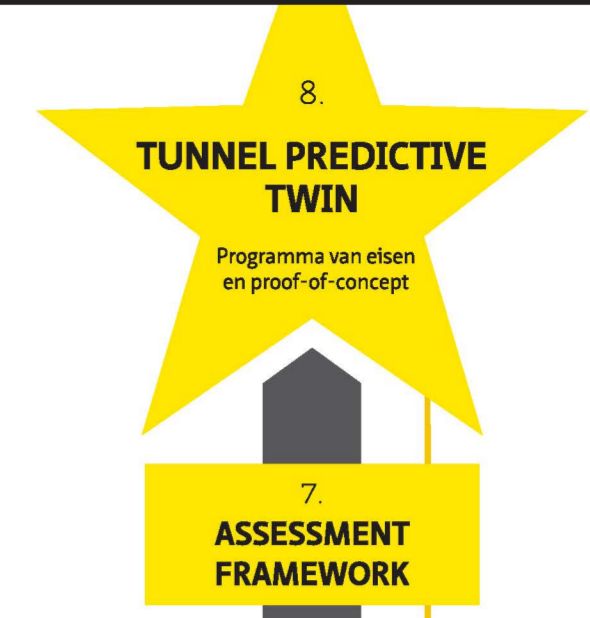 8.
TUNNEL PREDICTIVE
TWIN
Programma van eisen
en proof-of-concept
7.
ASSESSMENT
FRAMEWORK